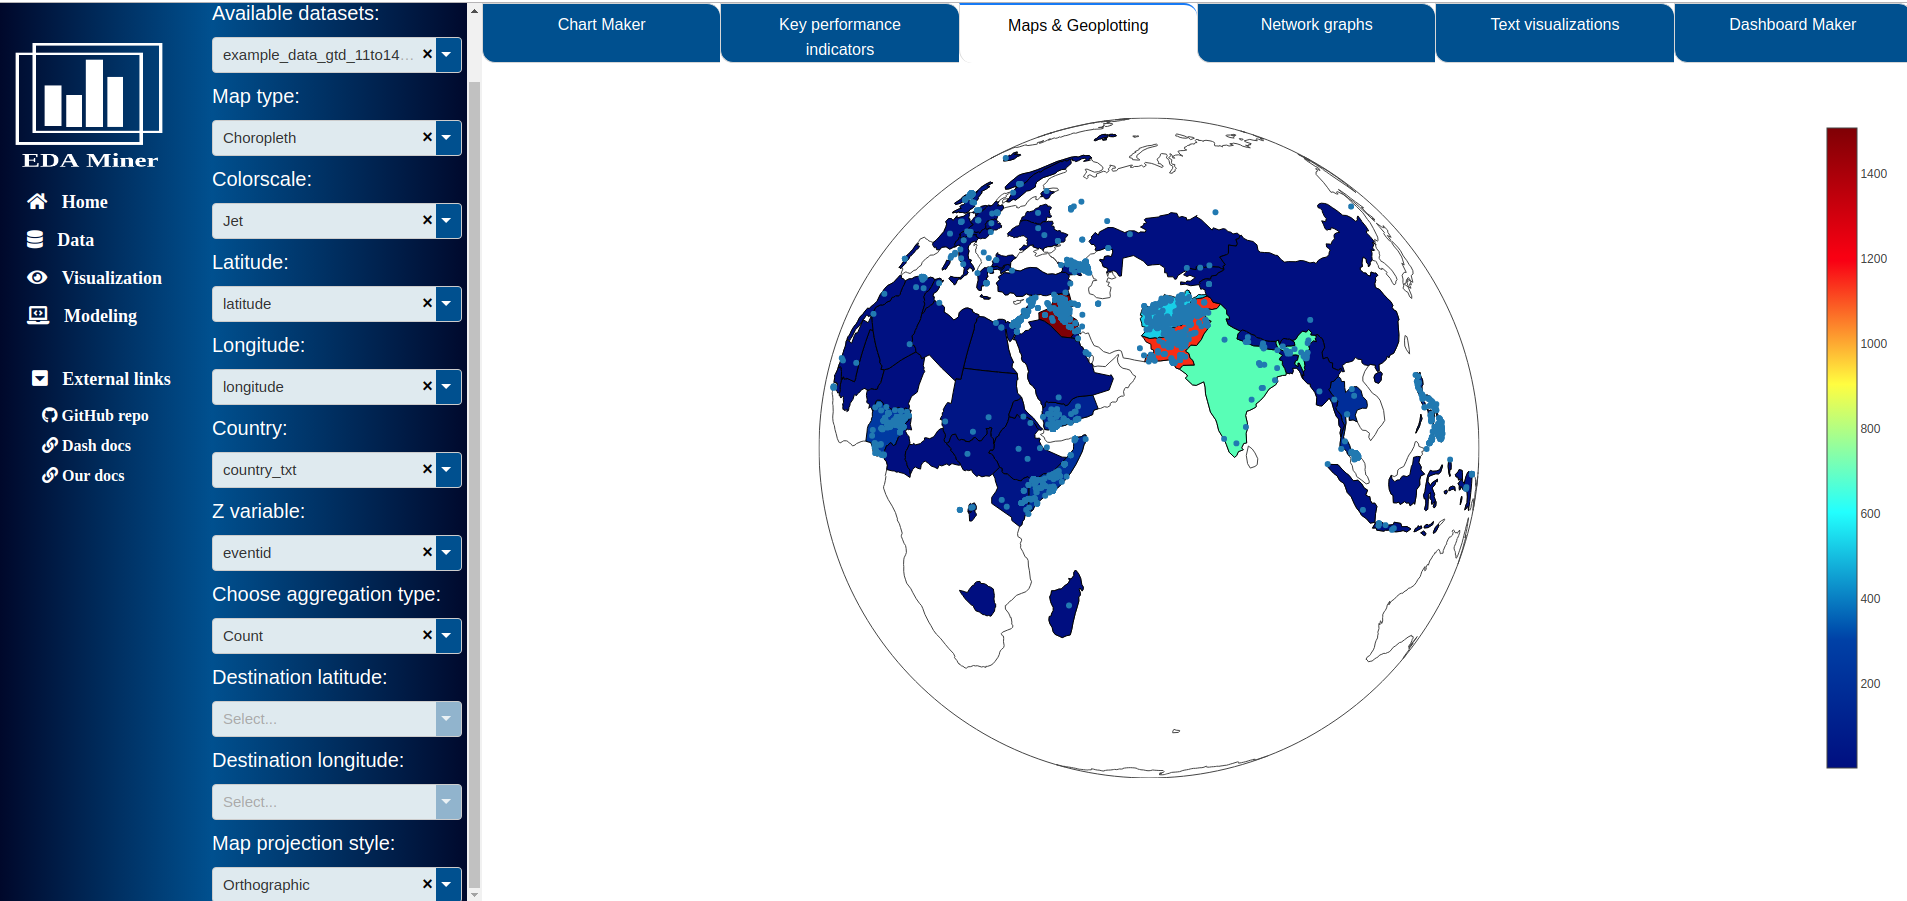 EDA Miner
Home
Data
Visualization
Modeling
External links
GitHub repo
Dash docs
Our docs
Available datasets:
example_data_gtd_11to14...
Map type:
Choropleth
Colorscale:
Jet
Latitude:
latitude
Longitude:
longitude
Country:
country_txt
Z variable:
eventid
Choose aggregation type:
Count
Destination latitude:
Select...
Destination longitude:
Select...
Map projection style:
Orthographic
Chart Maker
Key performance
indicators
Maps & Geoplotting
Network graphs
Text visualizations
Dashboard Maker
1400
1200
1000
800
600
400
200